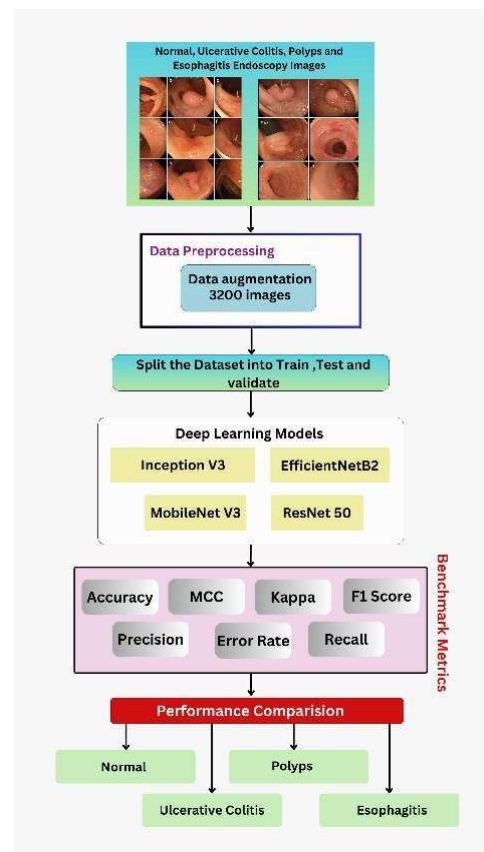 Normal, Ulcerative Colitis, Polyps and
Esophagitis Endoscopy Images
Data Preprocessing
Data augmentation
3200 images
Split the Dataset into Train ,Test and
validate
Deep Learning Models
Inception V3
EfficientNetB2
MobileNet V3
ResNet 50
Benchmark Metrics
Accuracy
MCC
Kappa
F1 Score
Precision
Error Rate
Recall
Performance Comparision
Normal
Polyps
Ulcerative Colitis
Esophagitis